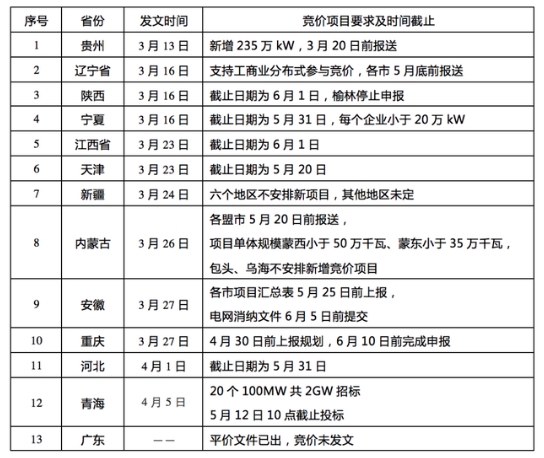 序号 省份 发文时间 竞价项目要求及时间截止
1 贵州 3 月 13 日 新增 235 万 kW，3 月 20 日前报送
2 辽宁省 3 月 16 日 支持工商业分布式参与竞价，各市 5 月底前报送
3 陕西 3 月 16 日 截止日期为 6 月 1 日，榆林停止申报
4 宁夏 3 月 16 日 截止日期为 5 月 31 日，每个企业小于 20 万 kW
5 江西省 3 月 23 日 截止日期为 6 月 1 日
6 天津 3 月 23 日 截止日期为 5 月 20 日
7 新疆 3 月 24 日 六个地区不安排新项目，其他地区未定
8 内蒙古 3 月 26 日 各盟市 5 月 20 日前报送，
项目单体规模蒙西小于 50 万千瓦、蒙东小于 35 万千瓦，
包头、乌海不安排新增竞价项目
9 安徽 3 月 27 日 各市项目汇总表 5 月 25 日前上报，
电网消纳文件 6 月 5 日前提交
10 重庆 3 月 27 日 4 月 30 日前上报规划，6 月 10 日前完成申报
11 河北 4 月 1 日 截止日期为 5 月 31 日
12 青海 4 月 5 日 20 个 100MW 共 2GW 招标
5 月 12 日 10 点截止投标
13 广东 —— 平价文件已出，竞价未发文